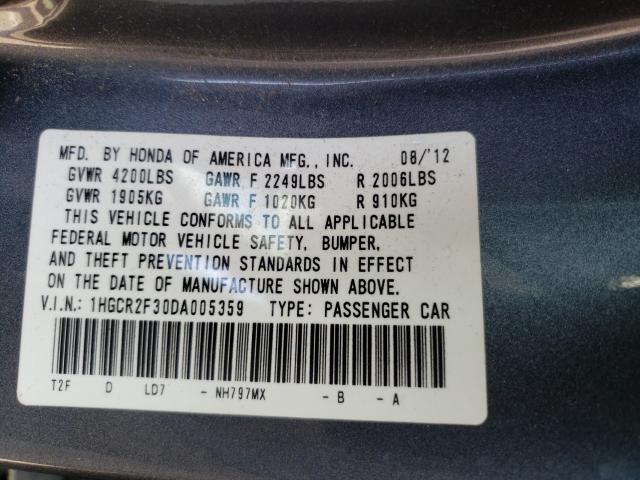 MFD. BY HONDA OF AMERICA MFG., INC. 08/'12
GVWR 4200LBS GAWR F 2249LBS R 2006LBS
GVWR 1905KG GAWR F 1020KG R 910KG
THIS VEHICLE CONFORMS TO ALL APPLICABLE
FEDERAL MOTOR VEHICLE SAFETY, BUMPER,
AND THEFT PREVENTION STANDARDS IN EFFECT
ON THE DATE OF MANUFACTURE SHOWN ABOVE.
V.I.N.: 1HGCR2F30DA005359 TYPE: PASSENGER CAR
T2F D LD7 - NH797MX - B - A